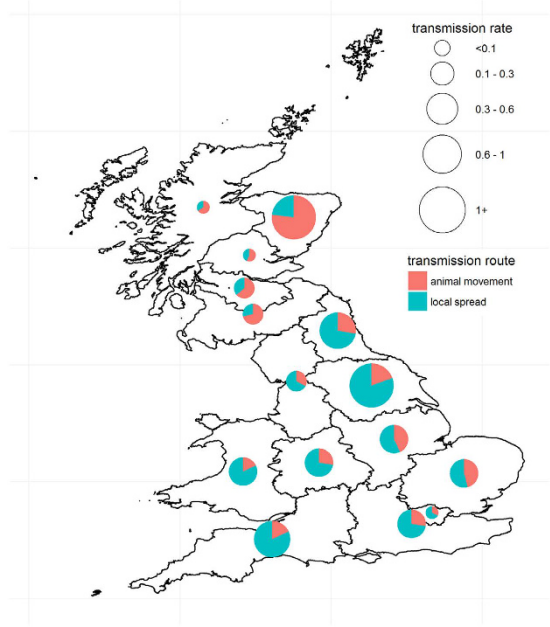 transmission rate
<0.1
0.1 - 0.3
0.3 - 0.6
0.6 - 1
1+
transmission route
animal movement
local spread